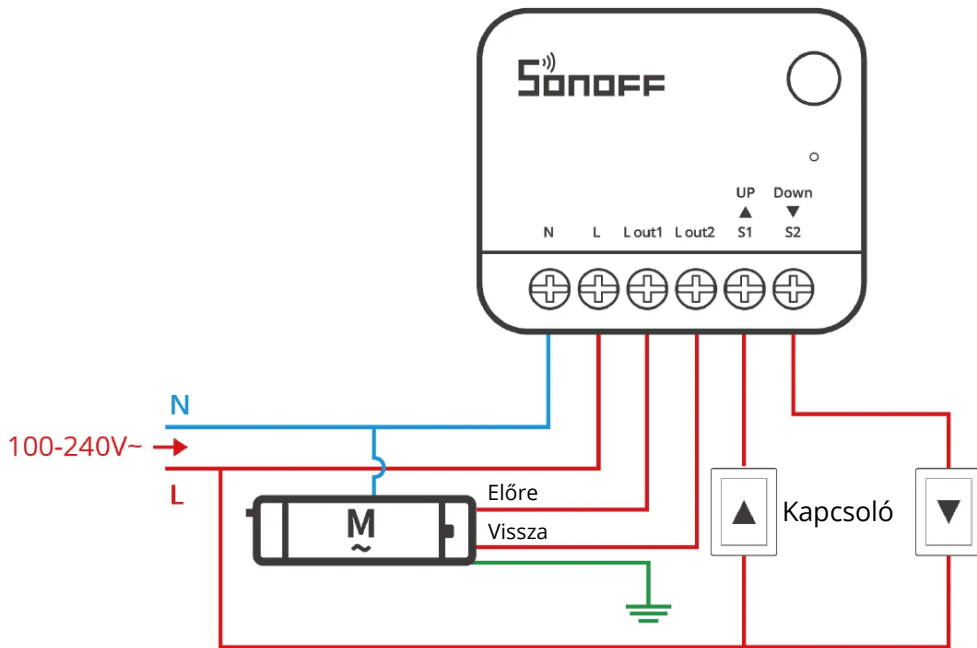 SONOFF
UP Down
▲ ▼
N L L out1 L out2 S1 S2
N
100-240V~
L
Előre
M
~
Vissza
▲ Kapcsoló ▼